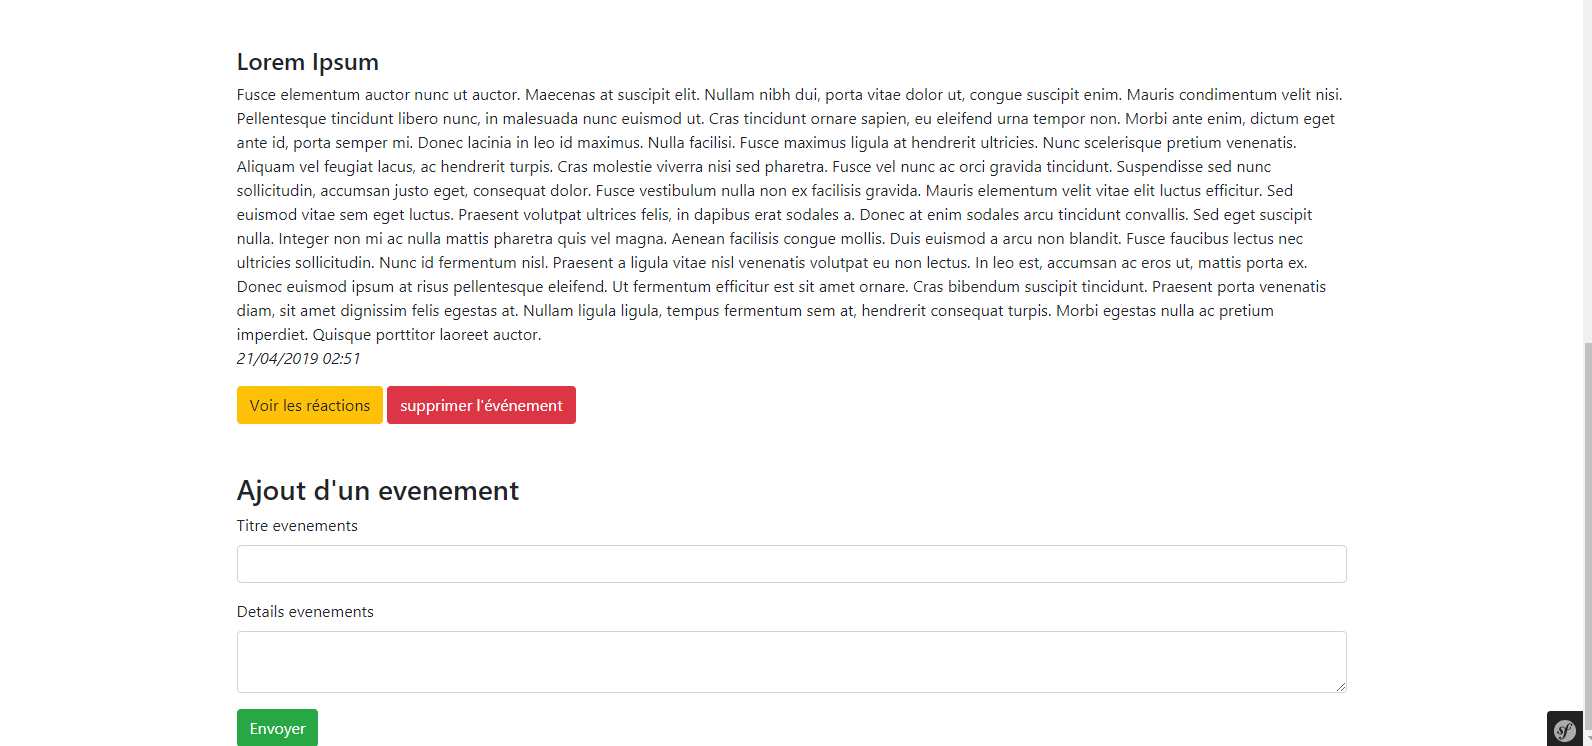 Lorem Ipsum
Fusce elementum auctor nunc ut auctor. Maecenas at suscipit elit. Nullam nibh dui, porta vitae dolor ut, congue suscipit enim. Mauris condimentum velit nisi.
Pellentesque tincidunt libero nunc, in malesuada nunc euismod ut. Cras tincidunt ornare sapien, eu eleifend urna tempor non. Morbi ante enim, dictum eget
ante id, porta semper mi. Donec lacinia in leo id maximus. Nulla facilisi. Fusce maximus ligula at hendrerit ultricies. Nunc scelerisque pretium venenatis.
Aliquam vel feugiat lacus, ac hendrerit turpis. Cras molestie viverra nisi sed pharetra. Fusce vel nunc ac orci gravida tincidunt. Suspendisse sed nunc
sollicitudin, accumsan justo eget, consequat dolor. Fusce vestibulum nulla non ex facilisis gravida. Mauris elementum velit vitae elit luctus efficitur. Sed
euismod vitae sem eget luctus. Praesent volutpat ultrices felis, in dapibus erat sodales a. Donec at enim sodales arcu tincidunt convallis. Sed eget suscipit
nulla. Integer non mi ac nulla mattis pharetra quis vel magna. Aenean facilisis congue mollis. Duis euismod a arcu non blandit. Fusce faucibus lectus nec
ultricies sollicitudin. Nunc id fermentum nisl. Praesent a ligula vitae nisl venenatis volutpat eu non lectus. In leo est, accumsan ac eros ut, mattis porta ex.
Donec euismod ipsum at risus pellentesque eleifend. Ut fermentum efficitur est sit amet ornare. Cras bibendum suscipit tincidunt. Praesent porta venenatis
diam, sit amet dignissim felis egestas at. Nullam ligula ligula, tempus fermentum sem at, hendrerit consequat turpis. Morbi egestas nulla ac pretium
imperdiet. Quisque porttitor laoreet auctor.
21/04/2019 02:51
Voir les réactions supprimer l'événement
Ajout d'un evenement
Titre evenements
Details evenements
Envoyer
sf